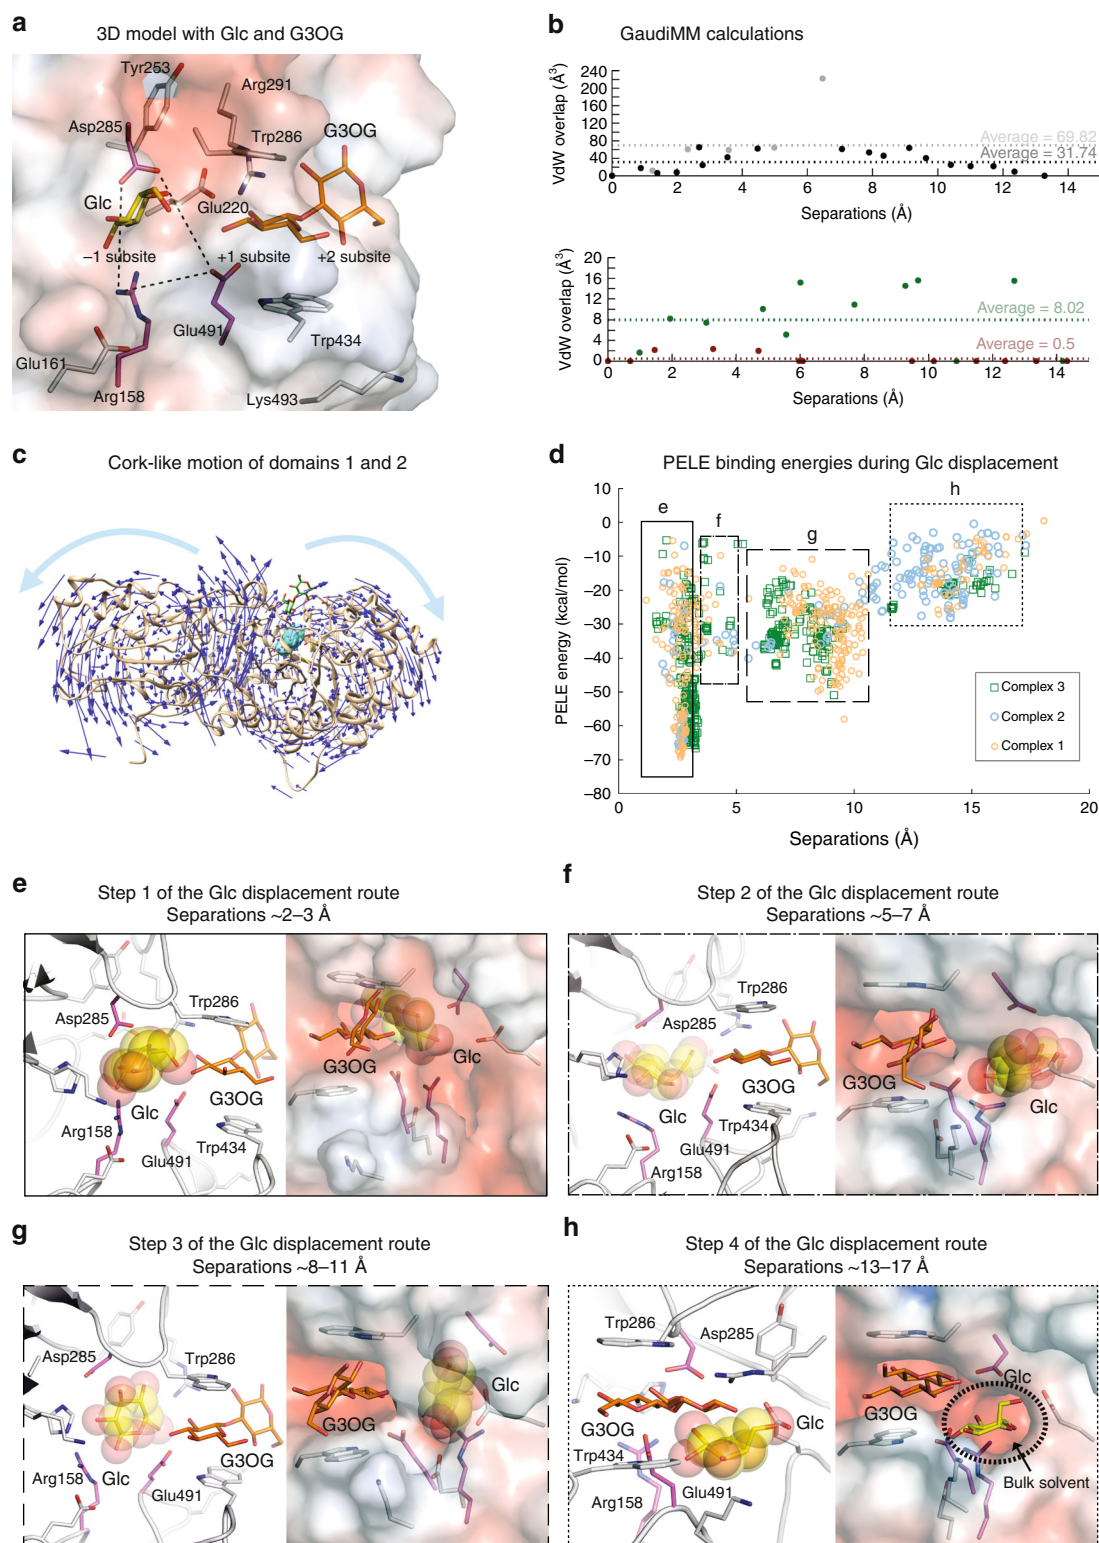 a
3D model with Glc and G3OG
Tyr253
Arg291
Asp285
Trp286
G3OG
Glc
Glu220
–1 subsite
+1 subsite
+2 subsite
Glu491
Trp434
Glu161
Arg158
Lys493
b
GaudiMM calculations
VdW overlap (Å³)
240
200
160
120
80
40
0
Average = 69.82
Average = 31.74
0 2 4 6 8 10 12 14
Separations (Å)
VdW overlap (Å³)
20
16
12
8
4
0
Average = 8.02
Average = 0.5
0 2 4 6 8 10 12 14
Separations (Å)
c
Cork-like motion of domains 1 and 2
d
PELE binding energies during Glc displacement
PELE energy (kcal/mol)
10
0
–10
–20
–30
–40
–50
–60
–70
–80
e
f
g
h
Complex 3
Complex 2
Complex 1
0 5 10 15 20
Separations (Å)
e
Step 1 of the Glc displacement route
Separations ~2–3 Å
Trp286
Asp285
Glc
G3OG
Arg158
Glu491
Trp434
G3OG
Glc
f
Step 2 of the Glc displacement route
Separations ~5–7 Å
Trp286
Asp285
Glc
G3OG
Trp434
Glu491
Arg158
G3OG
Glc
g
Step 3 of the Glc displacement route
Separations ~8–11 Å
Asp285
Trp286
G3OG
Arg158
Glc
Glu491
Glc
G3OG
h
Step 4 of the Glc displacement route
Separations ~13–17 Å
Trp286
Asp285
G3OG
Glc
Trp434
Glu491
Arg158
Glc
G3OG
Bulk solvent